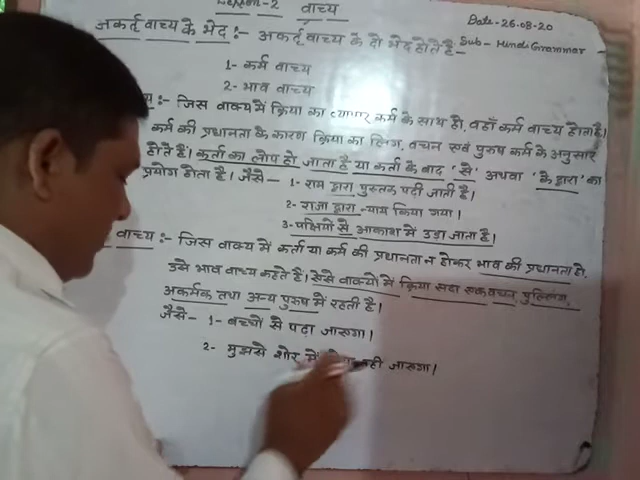 Lesson-2 वाच्य
Date-26-08-20
Sub-Hindi Grammar
अकर्तृ वाच्य के भेद :- अकर्तृ वाच्य के दो भेद होते है-
1- कर्म वाच्य
2- भाव वाच्य
:- जिस वाक्य में क्रिया का व्यापार कर्म के साथ हो, वहाँ कर्म वाच्य होता है।
कर्म की प्रधानता के कारण क्रिया का लिंग, वचन एवं पुरुष कर्म के अनुसार
होते हैं। कर्ता का लोप हो जाता है या कर्ता के बाद 'से' अथवा 'के द्वारा' का
प्रयोग होता है। जैसे- 1- राम द्वारा पुस्तक पढ़ी जाती है।
2- राजा द्वारा न्याय किया गया।
3- पक्षियों से आकाश में उड़ा जाता है।
वाच्य :- जिस वाक्य में कर्ता या कर्म की प्रधानता न होकर भाव की प्रधानता हो,
उसे भाव वाच्य कहते हैं। ऐसे वाक्यों में क्रिया सदा एकवचन, पुल्लिंग,
अकर्मक तथा अन्य पुरुष में रहती है।
जैसे- 1- बच्चों से पढ़ा जाएगा।
2- मुझसे शोर में नही जाएगा।